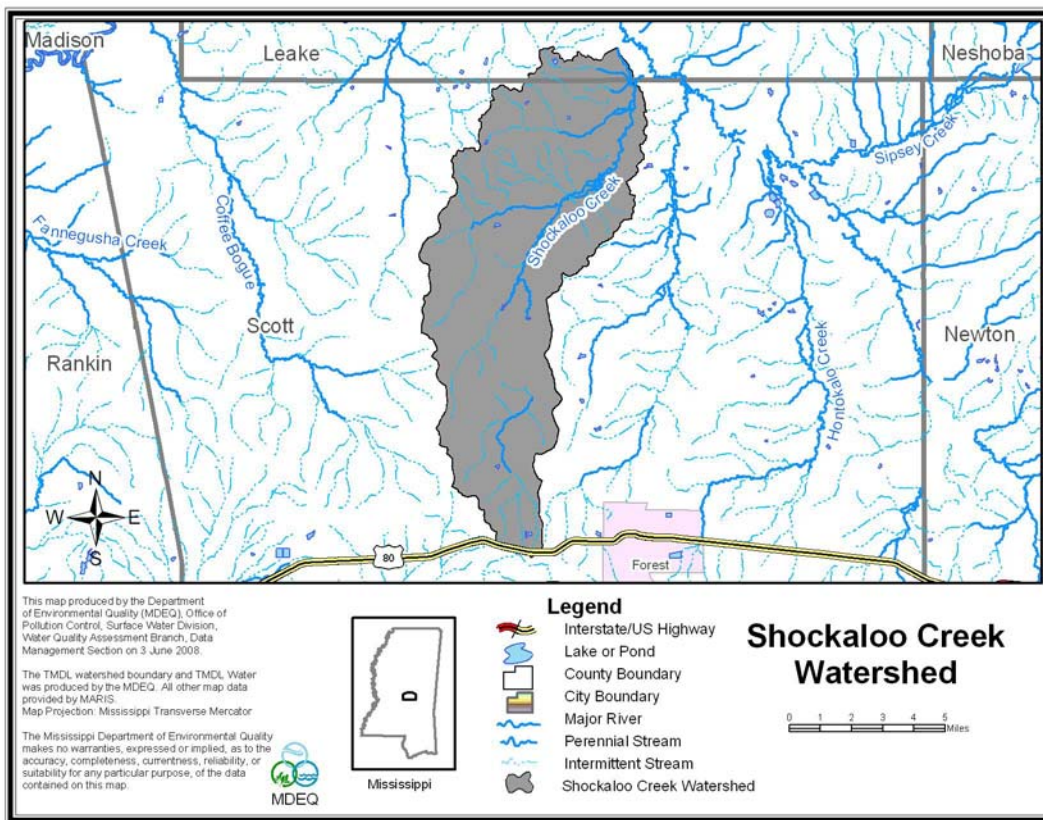 Madison
Leake
Neshoba
Sipsey Creek
Fannegusha Creek
Coffee Bogue
Shockaloo Creek
Scott
Rankin
Newton
Hontokalo Creek
N
W E
S
80
Forest
This map produced by the Department
of Environmental Quality (MDEQ), Office of
Pollution Control, Surface Water Division,
Water Quality Assessment Branch, Data
Management Section on 3 June 2008.
The TMDL watershed boundary and TMDL Water
was produced by the MDEQ. All other map data
provided by MARIS.
Map Projection: Mississippi Transverse Mercator
The Mississippi Department of Environmental Quality
makes no warranties, expressed or implied, as to the
accuracy, completeness, currentness, reliability, or
suitability for any particular purpose, of the data
contained on this map.
MDEQ
Mississippi
Legend
Interstate/US Highway
Lake or Pond
County Boundary
City Boundary
Major River
Perennial Stream
Intermittent Stream
Shockaloo Creek Watershed
Shockaloo Creek
Watershed
0 1 2 3 4 5
Miles